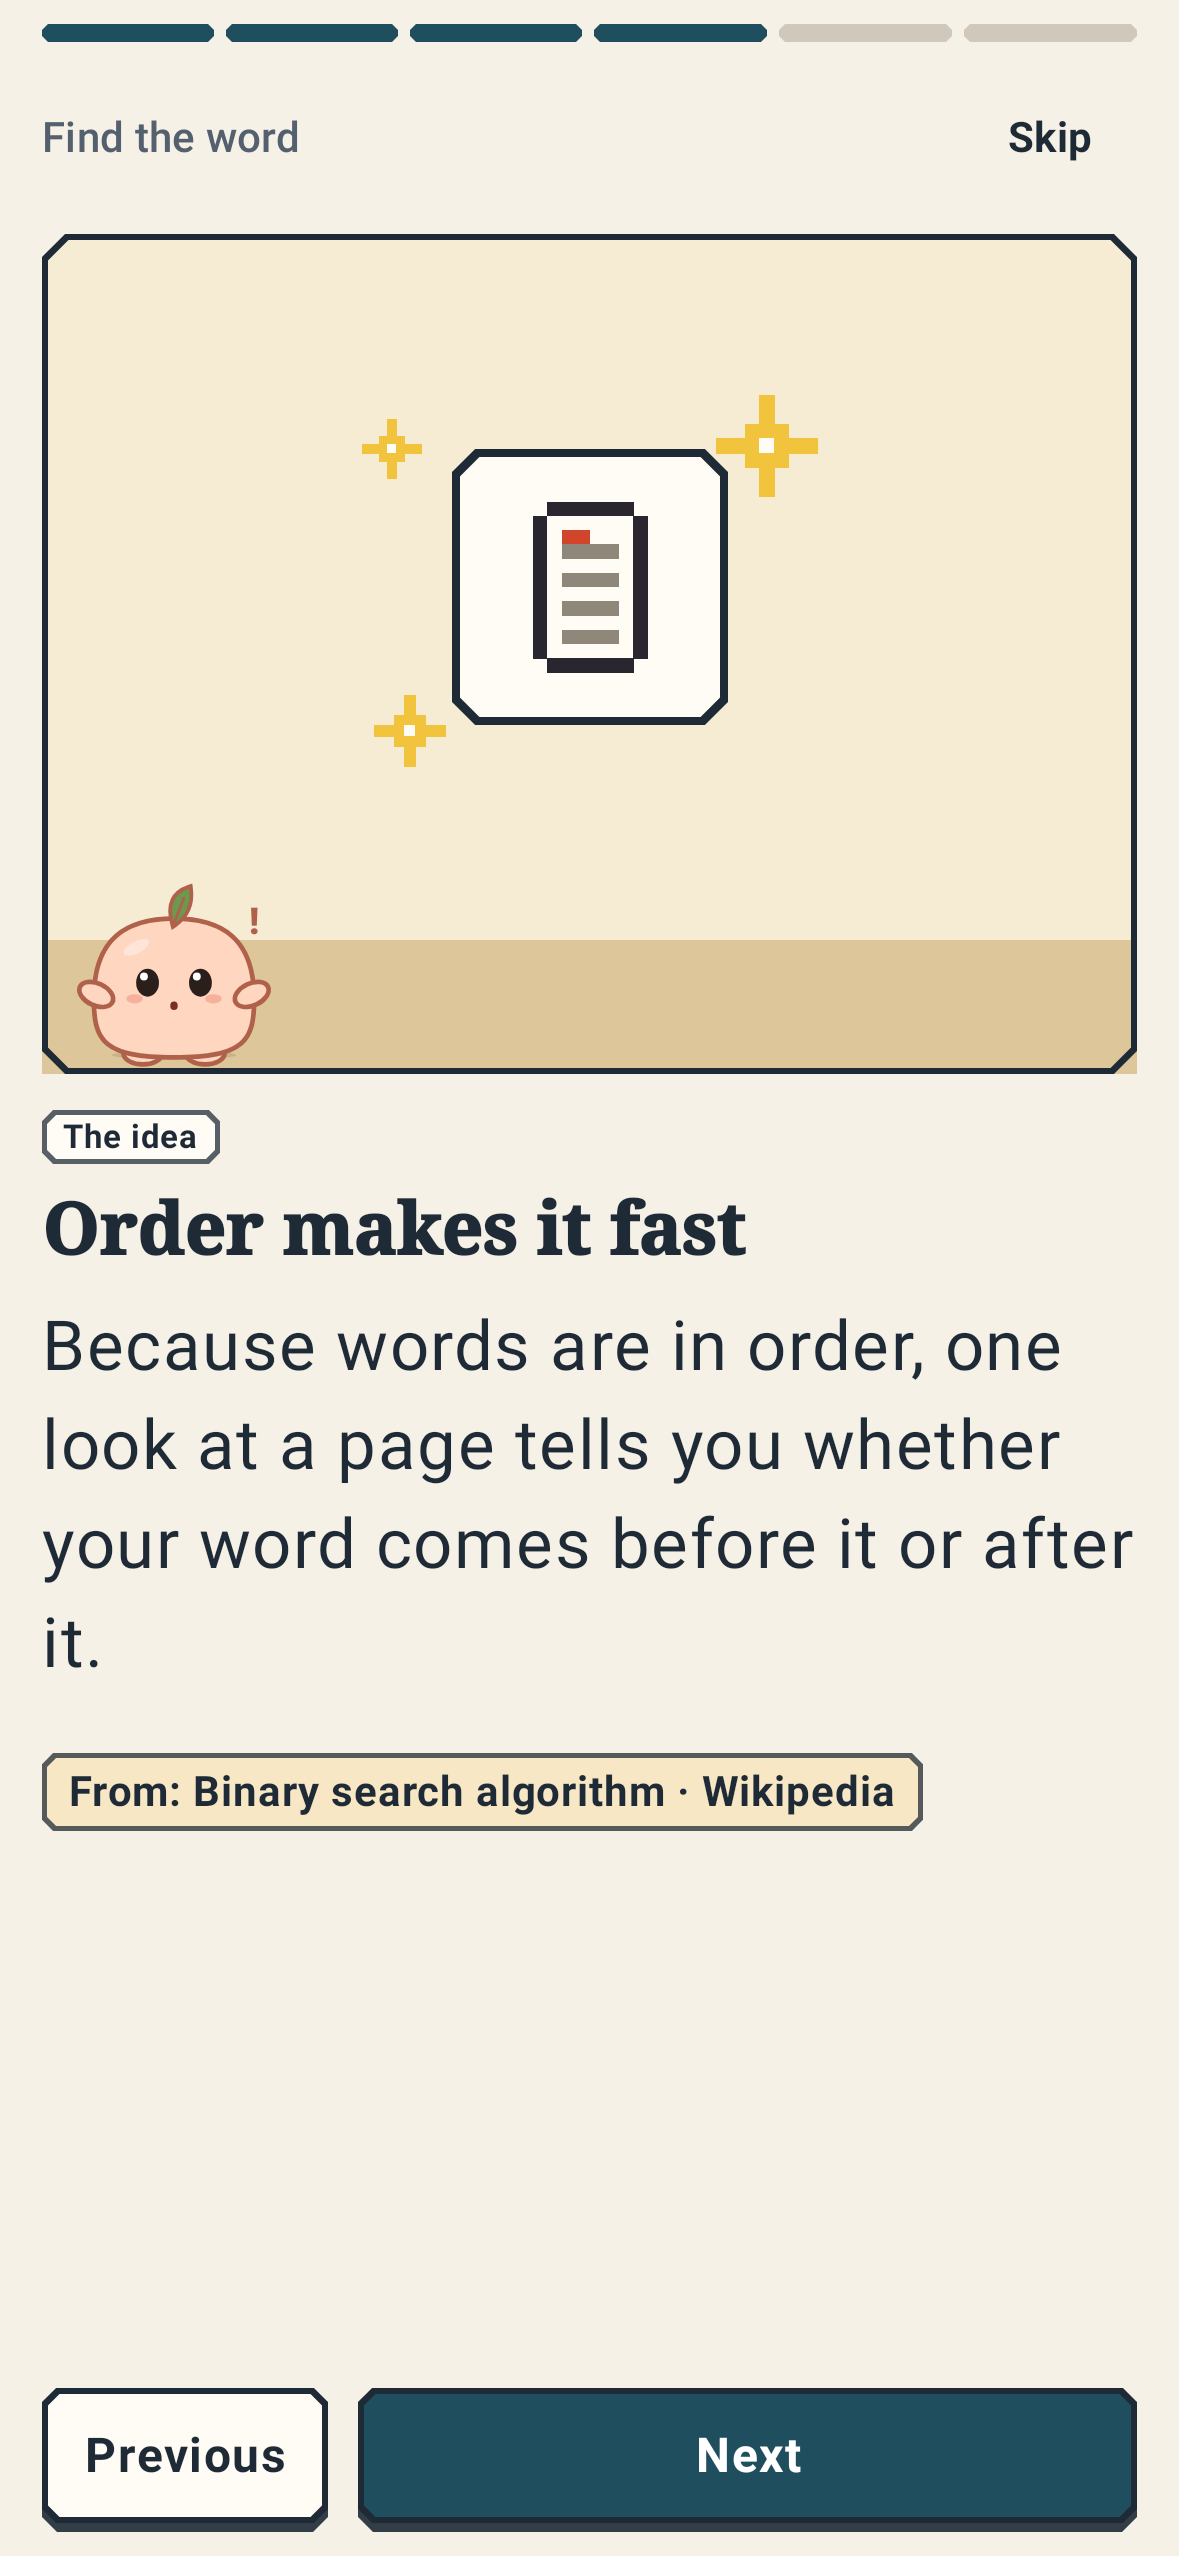 Find the word
Skip
!
The idea
Order makes it fast
Because words are in order, one
look at a page tells you whether
your word comes before it or after
it.
From: Binary search algorithm · Wikipedia
Previous
Next